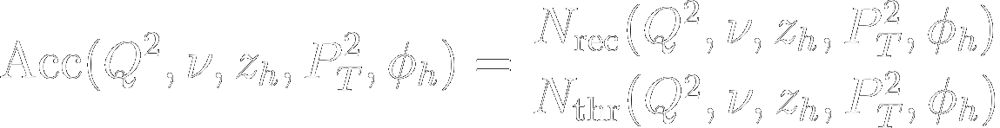 Acc(Q², ν, z_h, P_T², ϕ_h) = N_rec(Q², ν, z_h, P_T², ϕ_h) / N_thr(Q², ν, z_h, P_T², ϕ_h)